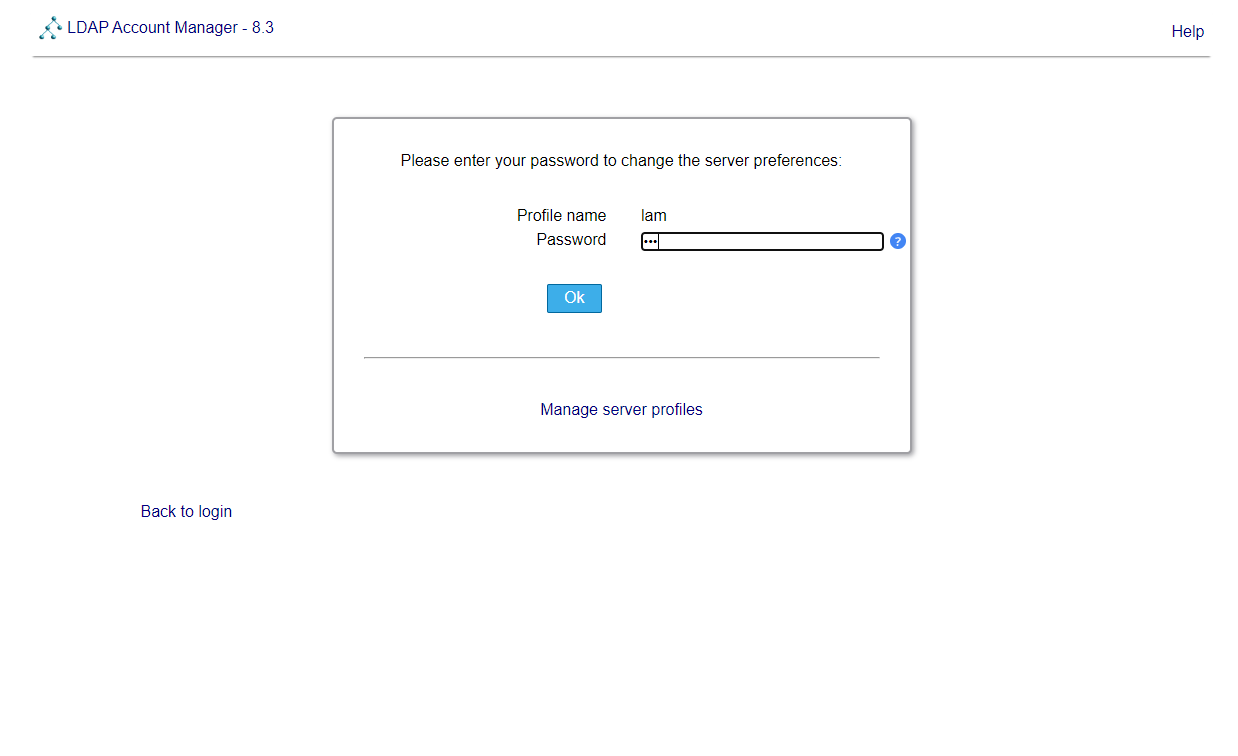 LDAP Account Manager - 8.3
Help
Please enter your password to change the server preferences:
Profile name lam
Password •••
?
Ok
Manage server profiles
Back to login